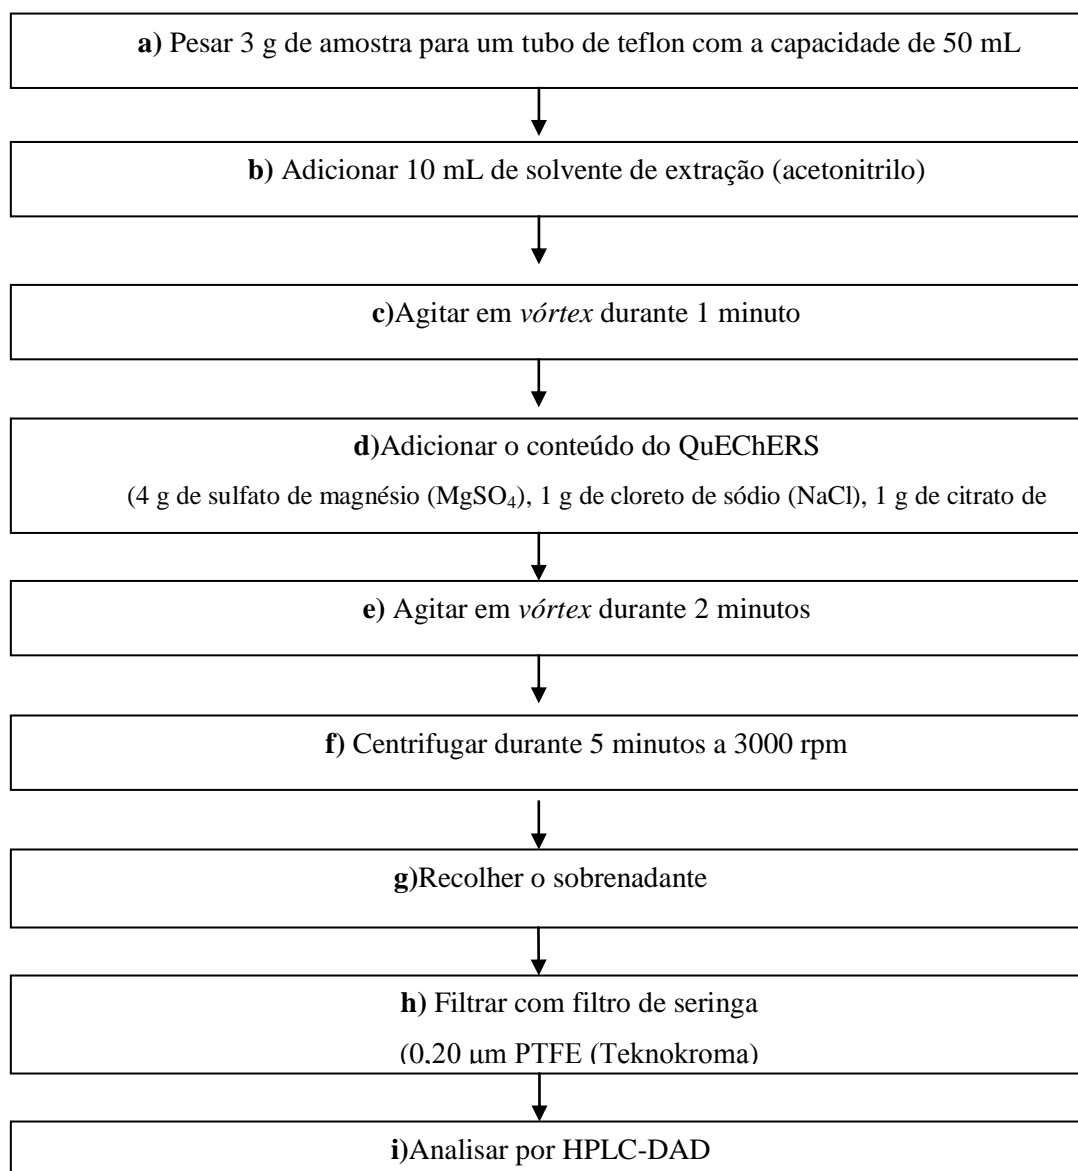 a) Pesar 3 g de amostra para um tubo de teflon com a capacidade de 50 mL
b) Adicionar 10 mL de solvente de extração (acetonitrilo)
c)Agitar em vórtex durante 1 minuto
d)Adicionar o conteúdo do QuEChERS
(4 g de sulfato de magnésio (MgSO₄), 1 g de cloreto de sódio (NaCl), 1 g de citrato de
e) Agitar em vórtex durante 2 minutos
f) Centrifugar durante 5 minutos a 3000 rpm
g)Recolher o sobrenadante
h) Filtrar com filtro de seringa
(0,20 µm PTFE (Teknokroma)
i)Analisar por HPLC-DAD